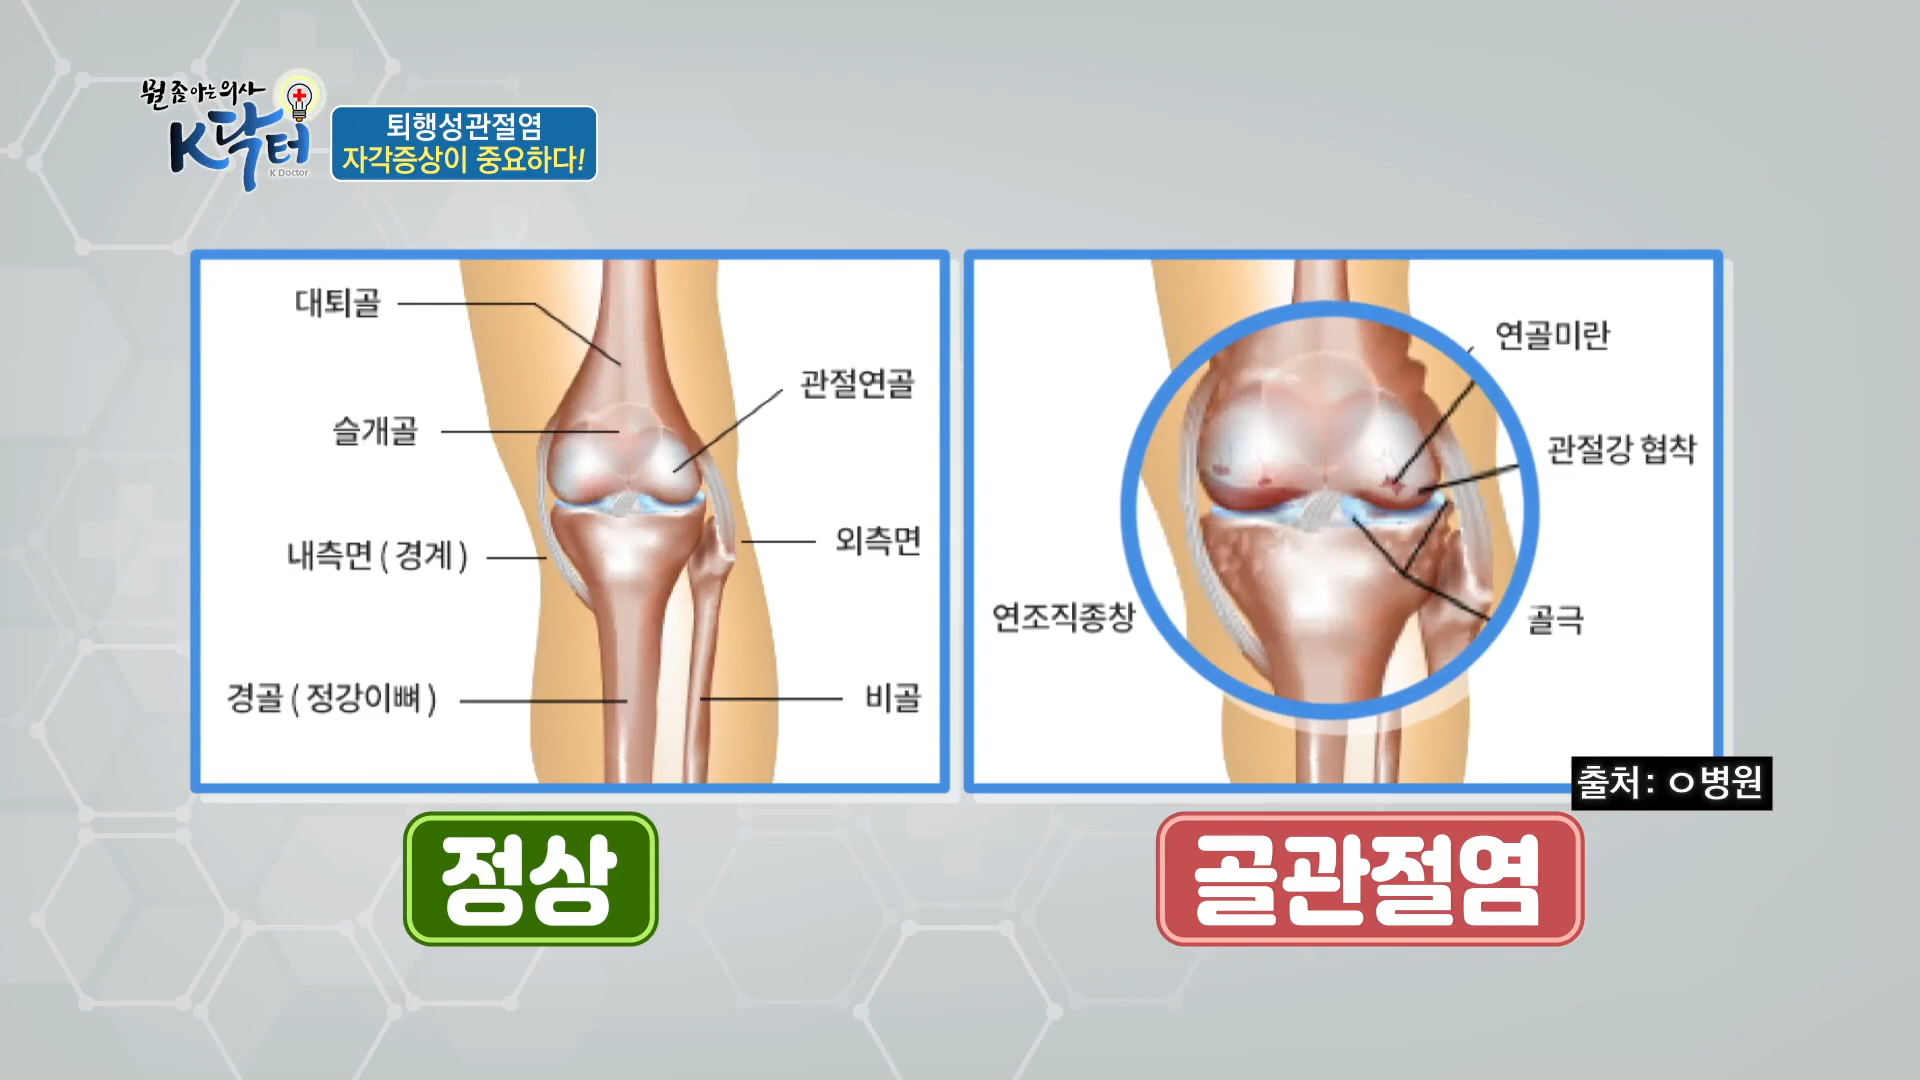 뭘 좀 아는 의사
K닥터
K Doctor
퇴행성관절염
자각증상이 중요하다!
대퇴골
관절연골
슬개골
내측면 ( 경계 )
외측면
경골 ( 정강이뼈 )
비골
연골미란
관절강 협착
연조직종창
골극
출처 : ㅇ병원
정상
골관절염